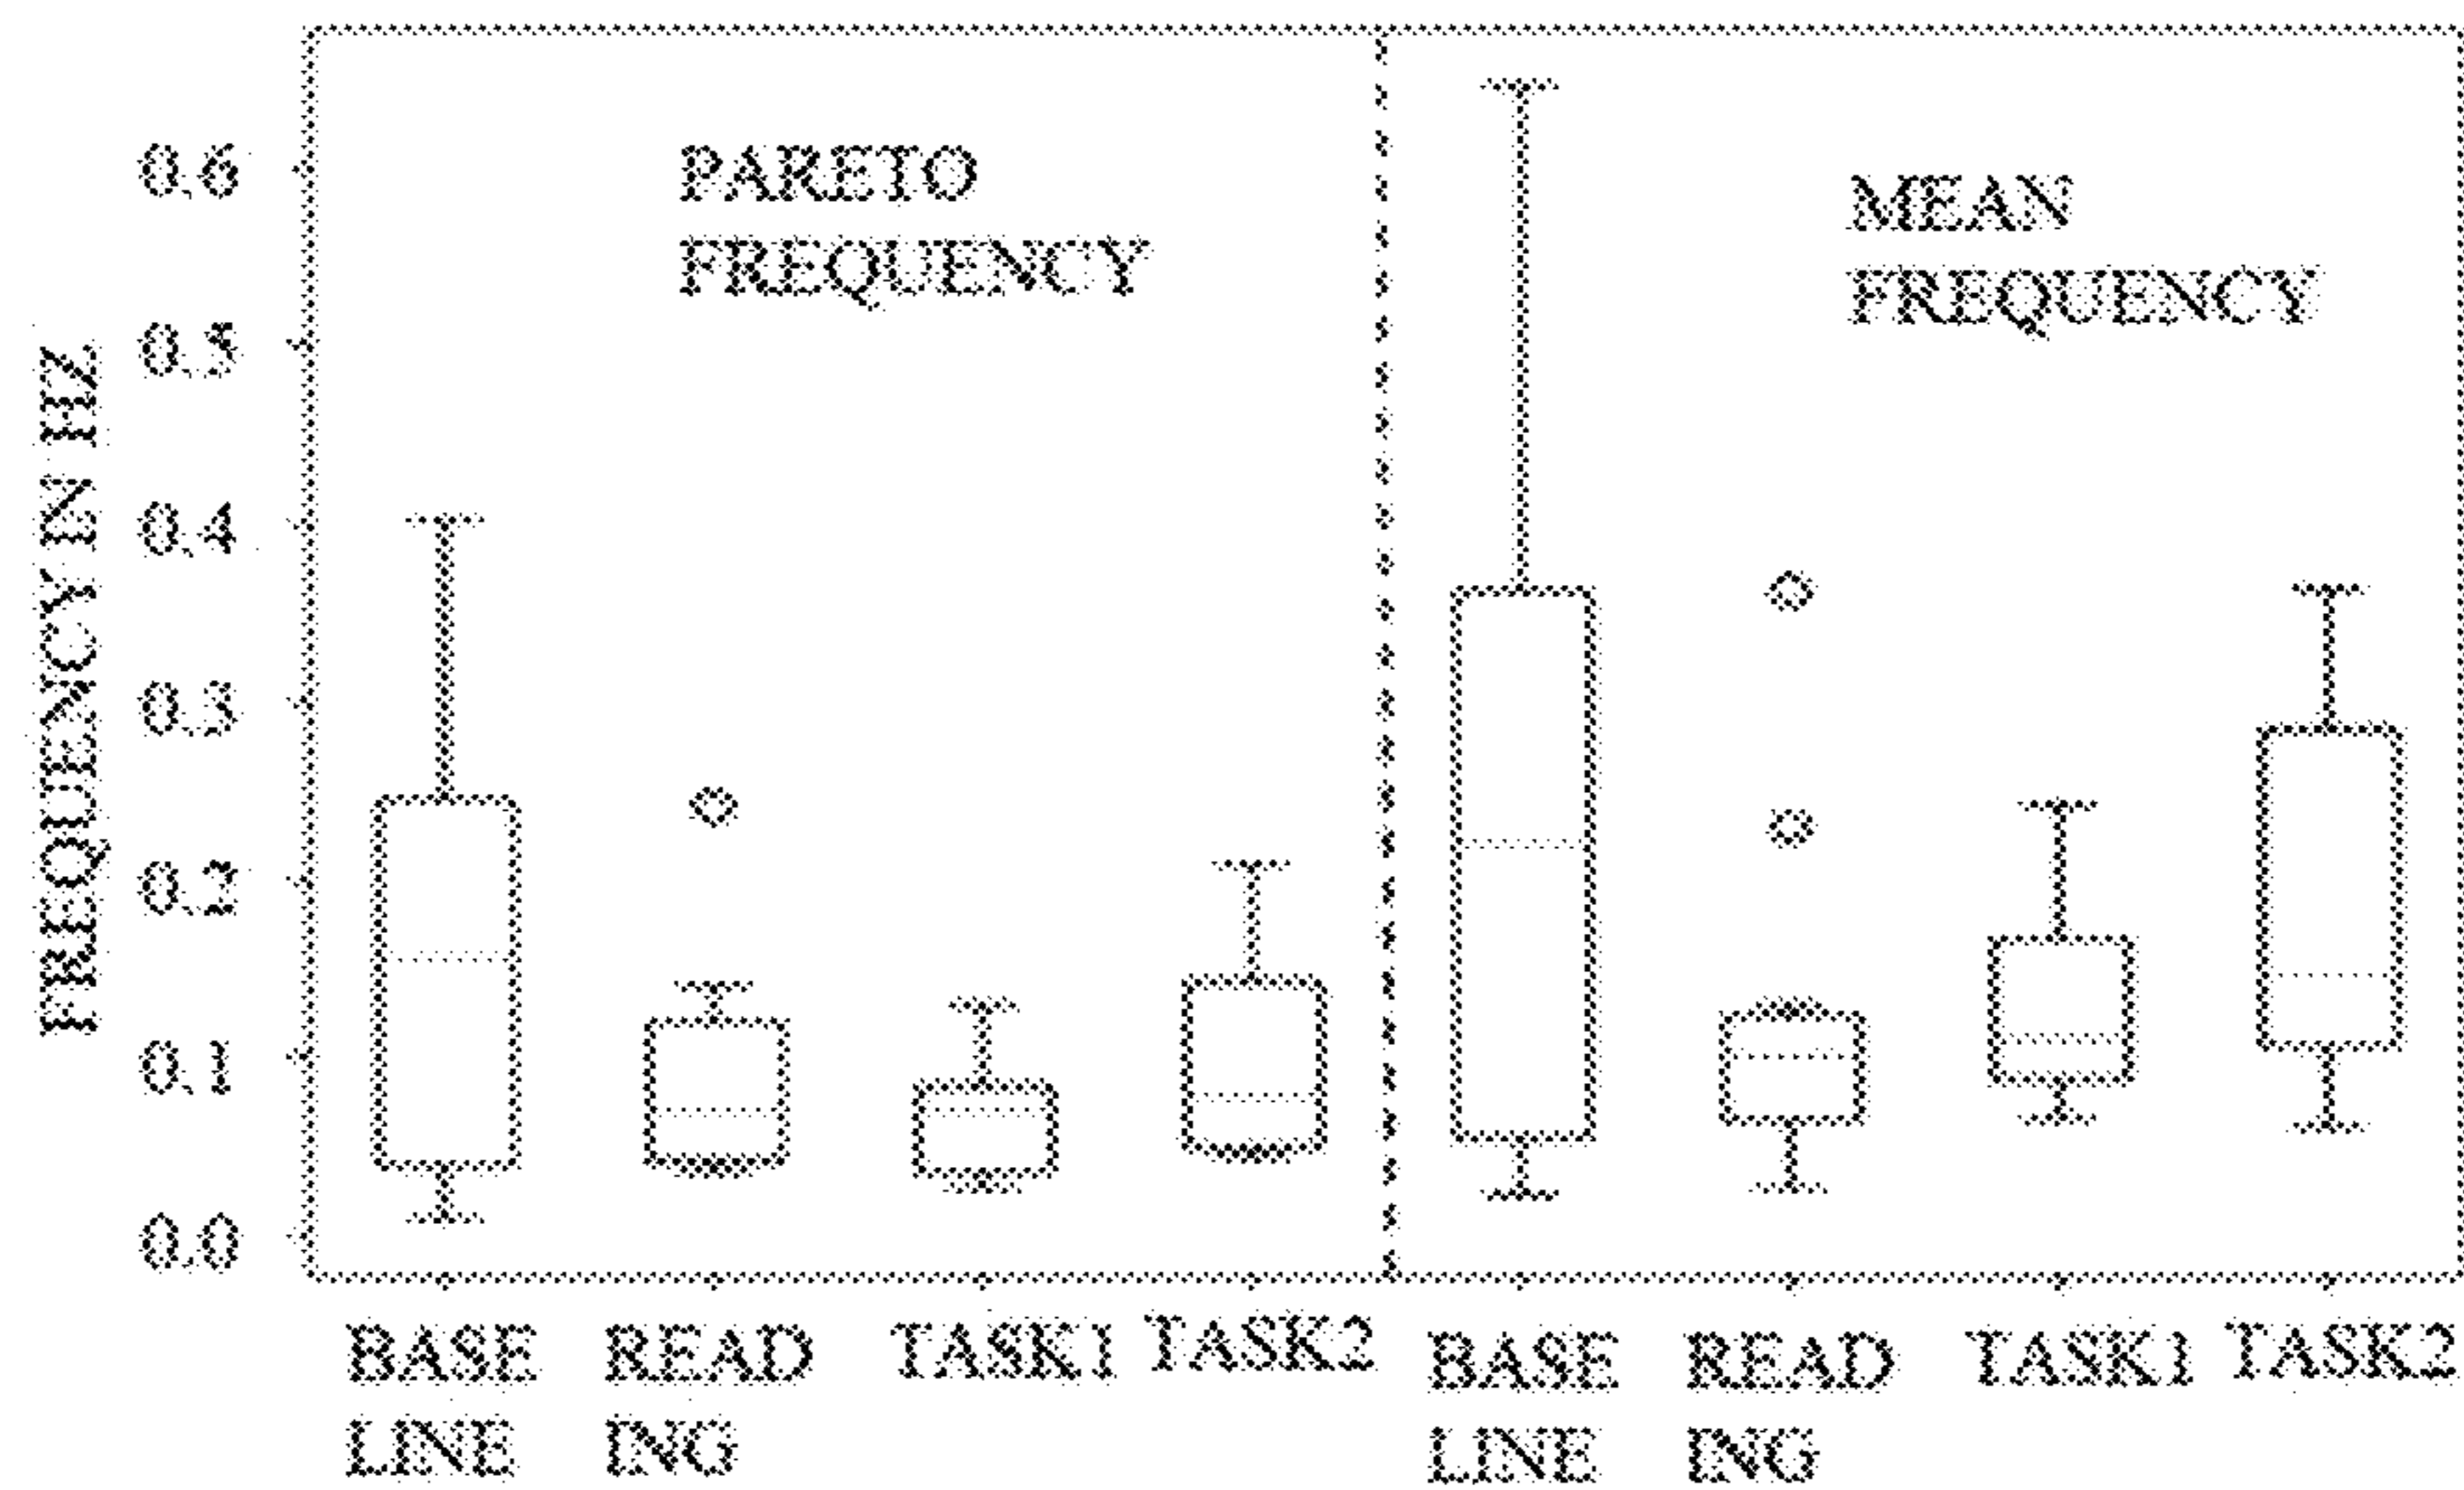 FREQUENCY IN HZ
0.6
0.5
0.4
0.3
0.2
0.1
0.0
PARETO
FREQUENCY
MEAN
FREQUENCY
BASE READ TASK1 TASK2 BASE READ TASK1 TASK2
LINE ING LINE ING